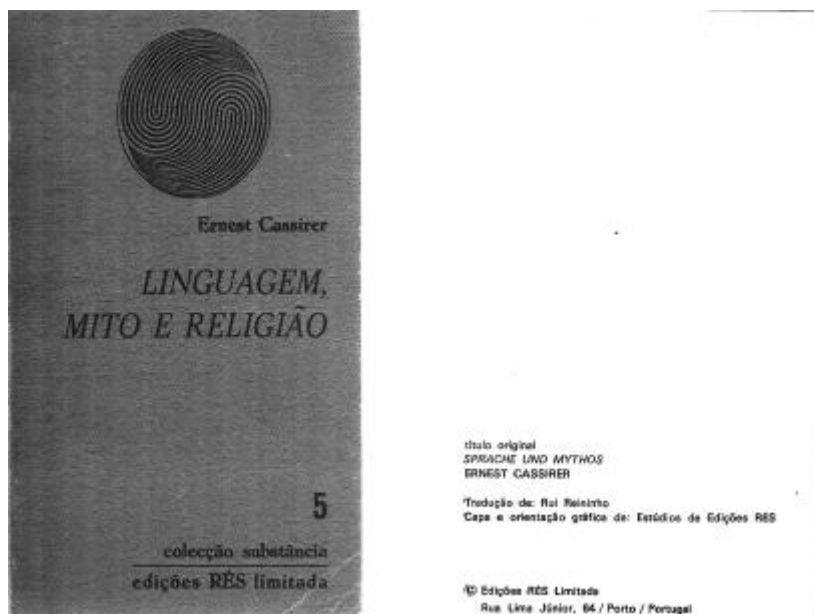 Ernest Cassirer
LINGUAGEM,
MITO E RELIGIÃO
5
colecção substância
edições RÉS limitada
título original
SPRACHE UND MYTHOS
ERNEST CASSIRER
Tradução de: Rui Reininho
Capa e orientação gráfica de: Estúdios de Edições RÉS
© Edições RÉS Limitada
Rua Lima Júnior, 64 / Porto / Portugal